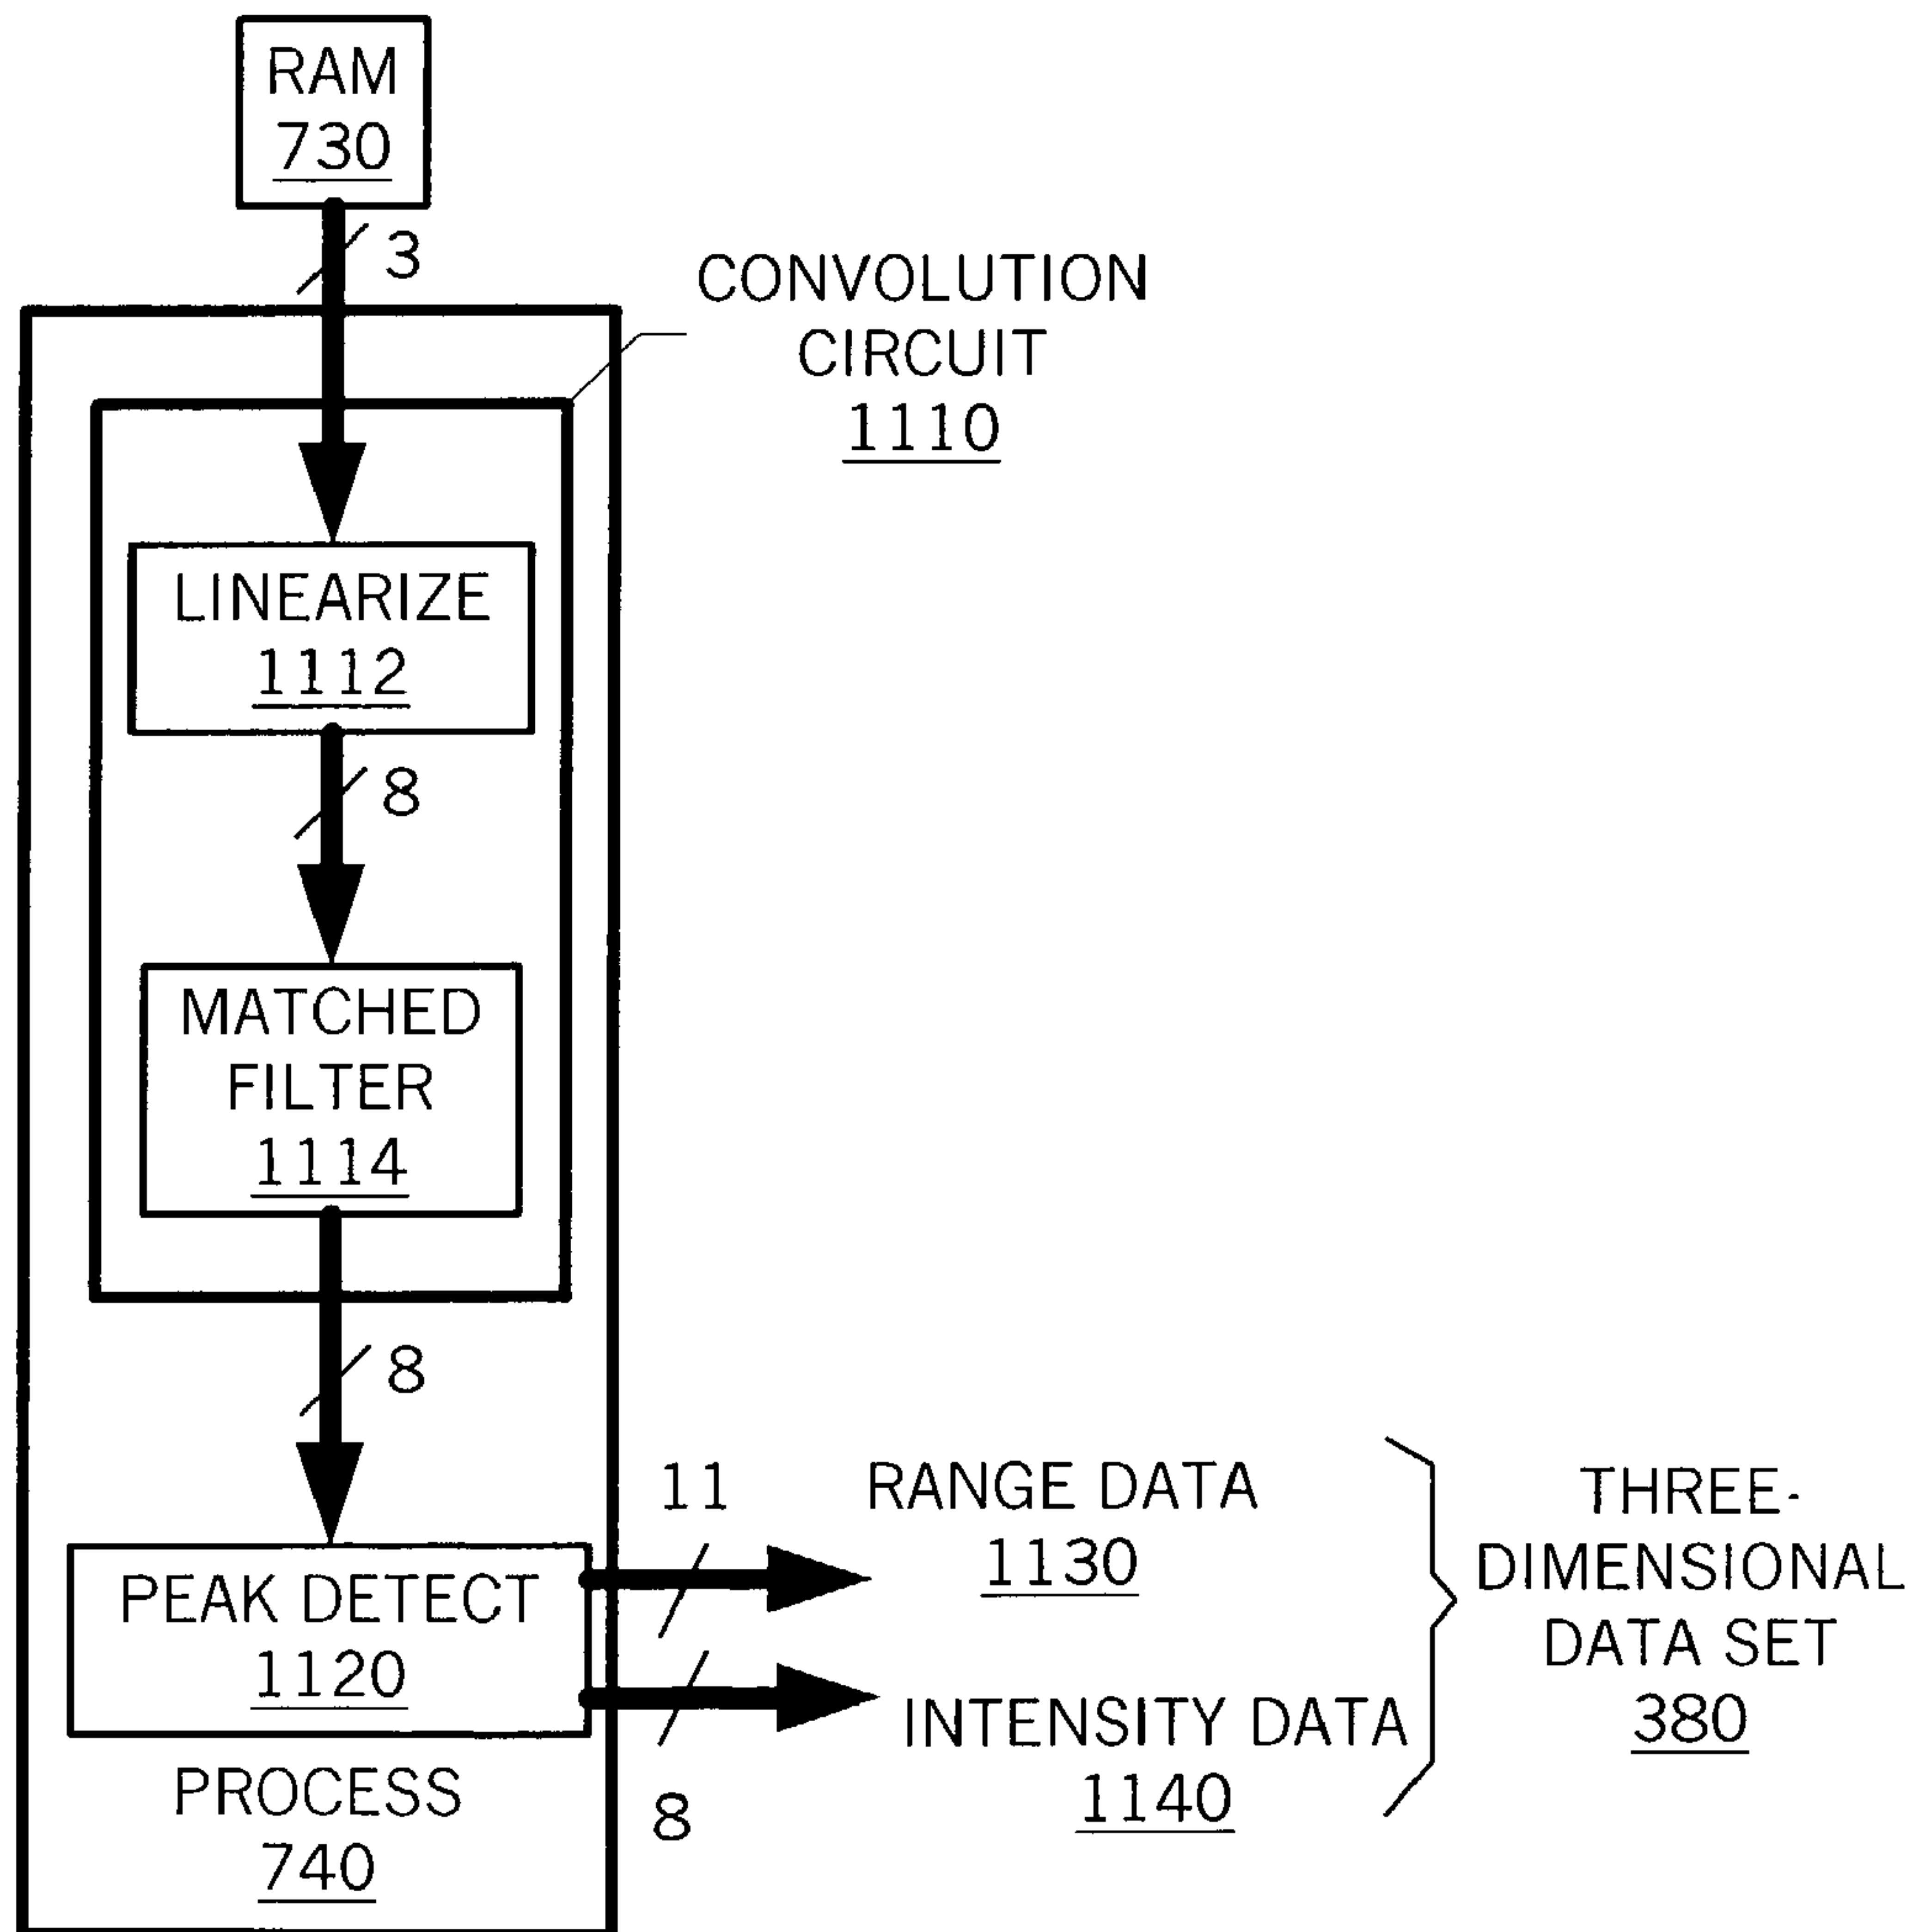 RAM
730
3
CONVOLUTION
CIRCUIT
1110
LINEARIZE
1112
8
MATCHED
FILTER
1114
8
PEAK DETECT
1120
PROCESS
740
11
RANGE DATA
1130
8
INTENSITY DATA
1140
THREE-
DIMENSIONAL
DATA SET
380